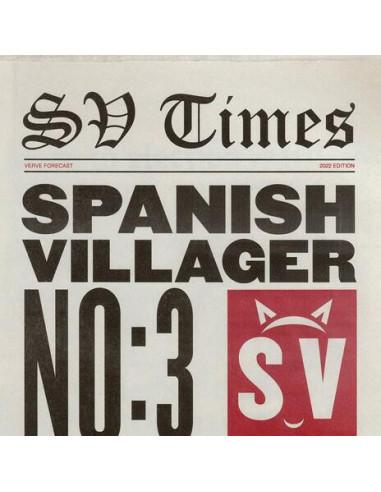 SV Times
VERVE FORECAST 2022 EDITION
SPANISH
VILLAGER
NO:3
SV